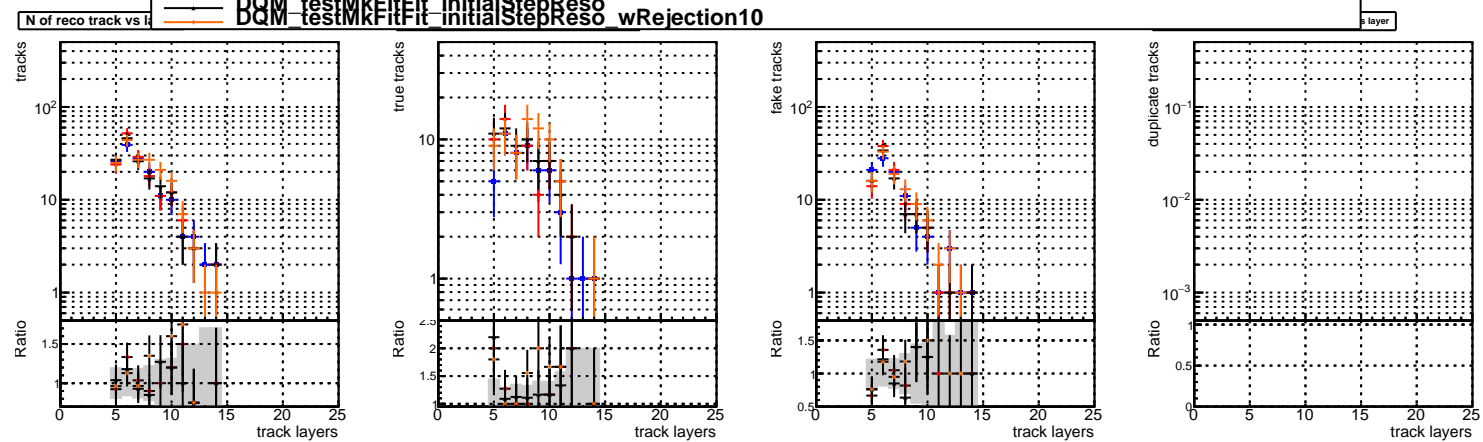 DQM_testMkFitFit_initialStepReso
DQM_testMkFitFit_initialStepReso_wRejection10
N of reco track vs la
s layer
tracks
10²
10
1
Ratio
1.5
1
0 5 10 15 20 25
track layers
true tracks
10
1
Ratio
2.5
2
1.5
1
0 5 10 15 20 25
track layers
fake tracks
10²
10
1
Ratio
1.5
1
0.5
0 5 10 15 20 25
track layers
duplicate tracks
10⁻¹
10⁻²
10⁻³
Ratio
1
0.5
0
0 5 10 15 20 25
track layers